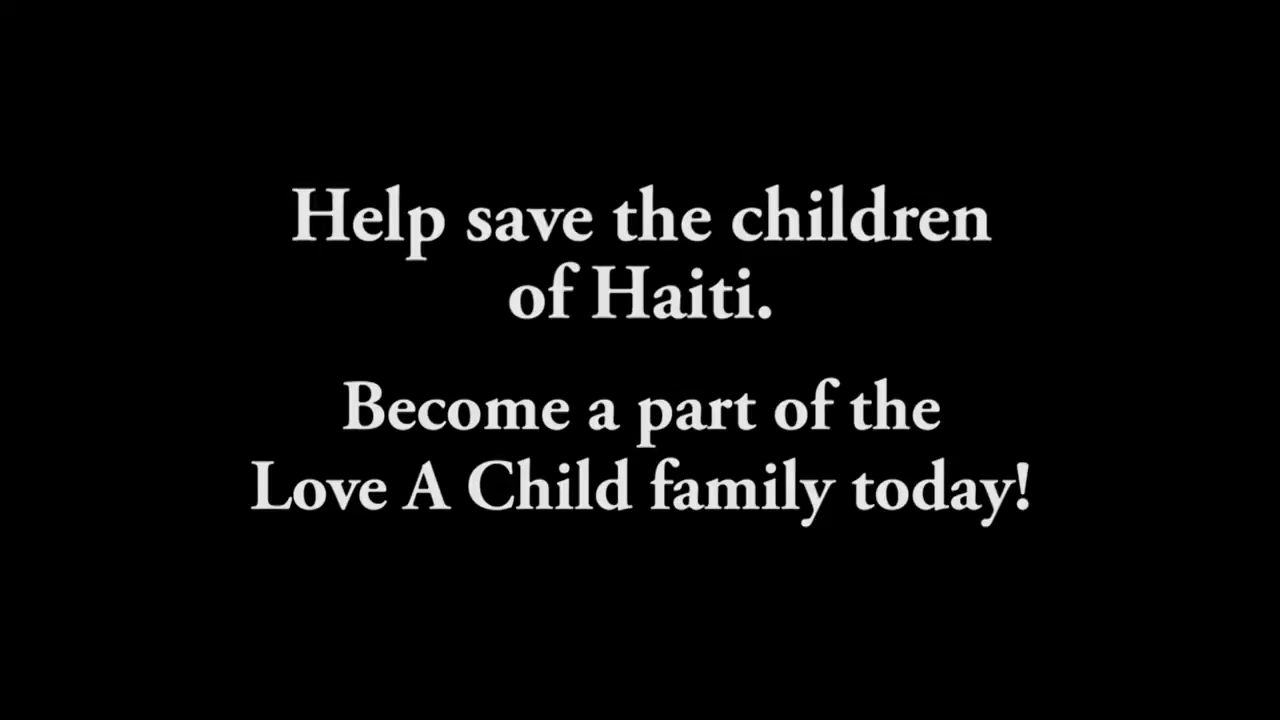 Help save the children
of Haiti.
Become a part of the
Love A Child family today!